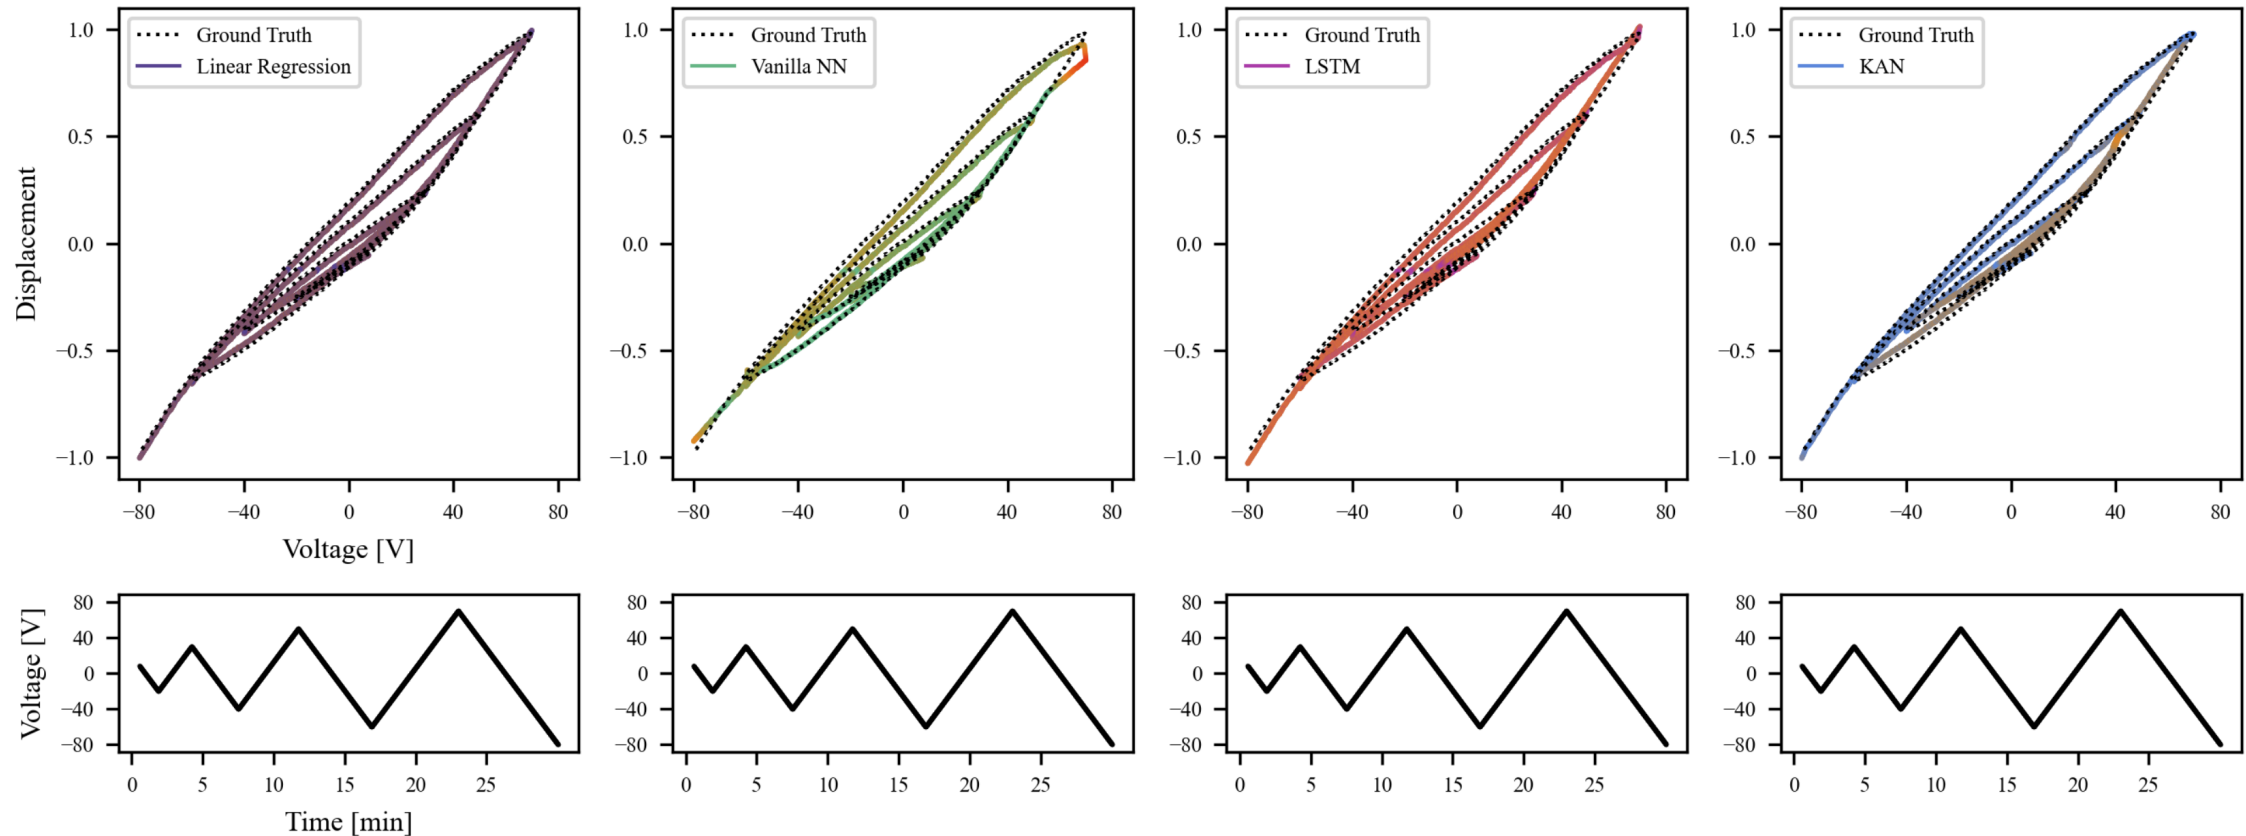 1.0
0.5
0.0
−0.5
−1.0
Displacement
Ground Truth
Linear Regression
−80 −40 0 40 80
Voltage [V]
1.0
0.5
0.0
−0.5
−1.0
Ground Truth
Vanilla NN
−80 −40 0 40 80
1.0
0.5
0.0
−0.5
−1.0
Ground Truth
LSTM
−80 −40 0 40 80
1.0
0.5
0.0
−0.5
−1.0
Ground Truth
KAN
−80 −40 0 40 80
80
40
0
−40
−80
Voltage [V]
0 5 10 15 20 25
Time [min]
80
40
0
−40
−80
0 5 10 15 20 25
80
40
0
−40
−80
0 5 10 15 20 25
80
40
0
−40
−80
0 5 10 15 20 25